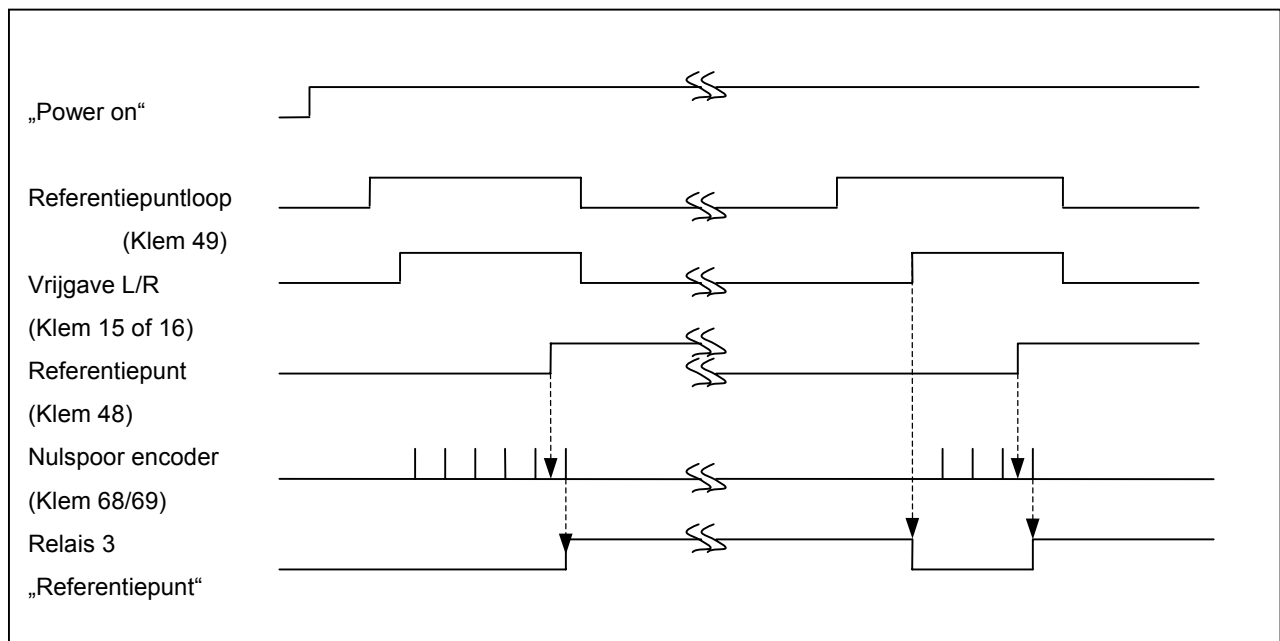 „Power on“
Referentiepuntloop
(Klem 49)
Vrijgave L/R
(Klem 15 of 16)
Referentiepunt
(Klem 48)
Nulspoor encoder
(Klem 68/69)
Relais 3
„Referentiepunt“